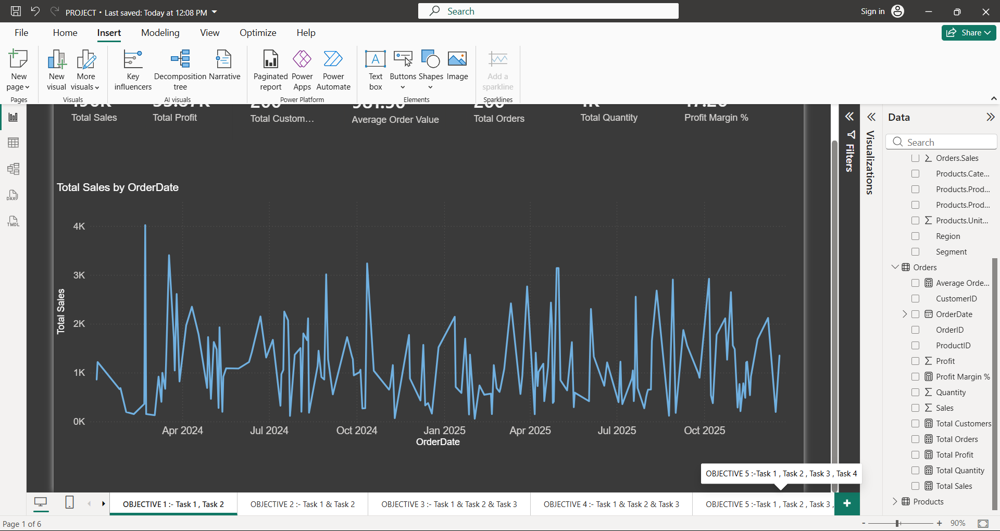 PROJECT • Last saved: Today at 12:08 PM
Search
Sign in
File Home Insert Modeling View Optimize Help
Share
New page
New visual
More visuals
Key influencers
Decomposition tree
Narrative
Paginated report
Power Apps
Power Automate
Text box
Buttons
Shapes
Image
Add a sparkline
Pages
Visuals
AI visuals
Power Platform
Elements
Sparklines
Total Sales
Total Profit
Total Custom...
Average Order Value
Total Orders
Total Quantity
Profit Margin %
Total Sales by OrderDate
4K
3K
2K
1K
0K
Total Sales
Apr 2024 Jul 2024 Oct 2024 Jan 2025 Apr 2025 Jul 2025 Oct 2025
OrderDate
Filters
Visualizations
Data
Search
Orders.Sales
Products.Cate...
Products.Prod...
Products.Prod...
Products.Unit...
Region
Segment
Orders
Average Orde...
CustomerID
OrderDate
OrderID
ProductID
Profit
Profit Margin %
Quantity
Sales
Total Customers
Total Orders
Total Profit
Total Quantity
Total Sales
Products
DAX
TMDL
OBJECTIVE 5 :-Task 1 , Task 2 , Task 3 , Task 4
OBJECTIVE 1 :- Task 1 , Task 2
OBJECTIVE 2 :- Task 1 & Task 2
OBJECTIVE 3 :- Task 1 & Task 2 & Task 3
OBJECTIVE 4 :- Task 1 & Task 2 & Task 3
OBJECTIVE 5 :-Task 1 , Task 2 , Task 3 ,
Page 1 of 6
- + 90%